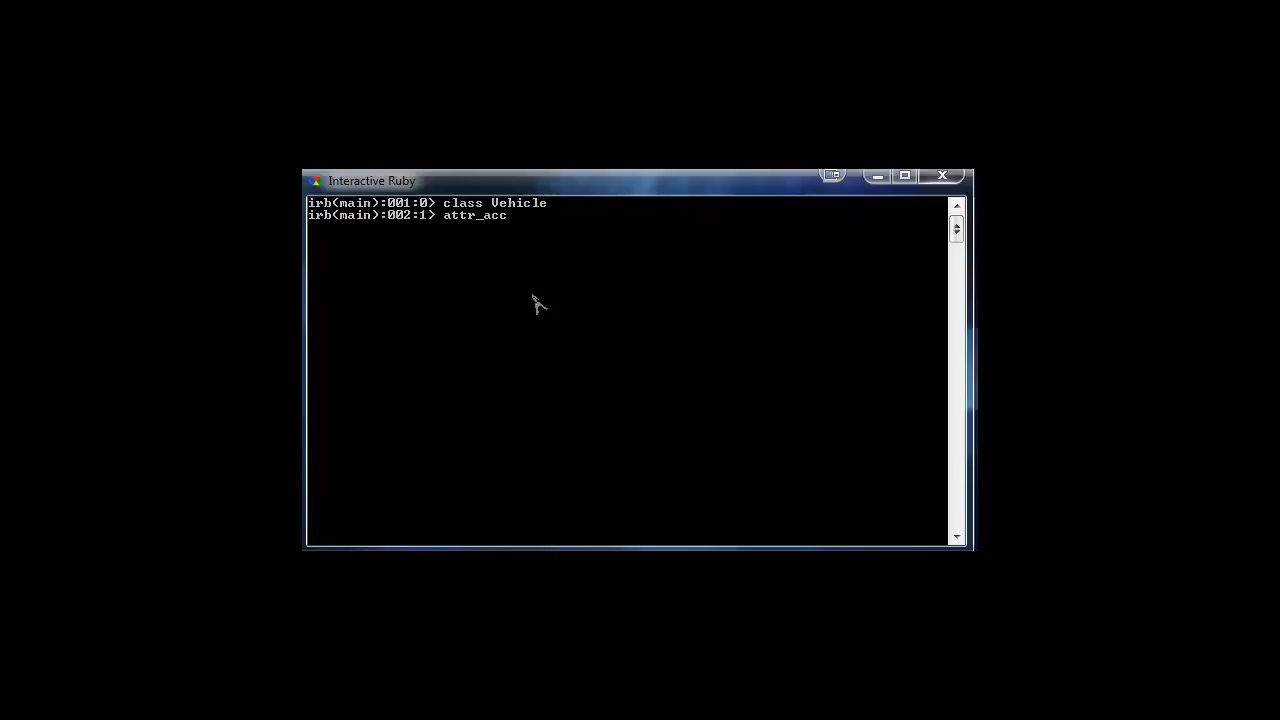 Interactive Ruby
irb(main):001:0> class Vehicle
irb(main):002:1> attr_acc